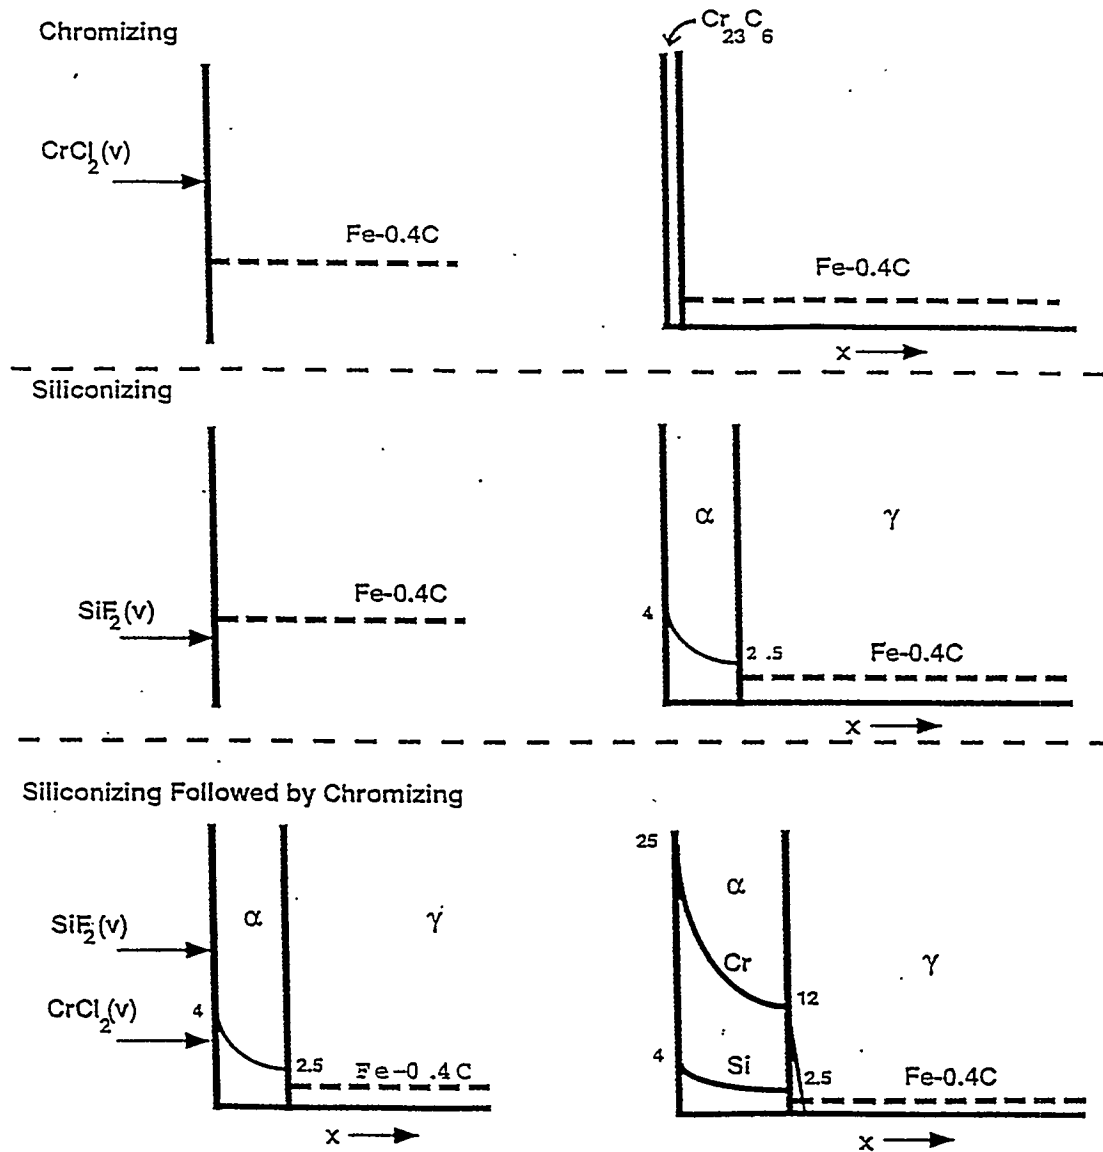 Chromizing
Cr23C6
CrCl2(v)
Fe-0.4C
Fe-0.4C
x
Siliconizing
α
γ
SiF2(v)
Fe-0.4C
4
2.5
Fe-0.4C
x
Siliconizing Followed by Chromizing
25
α
α
γ
SiF2(v)
Cr
γ
CrCl2(v)
4
12
4
Si
2.5
Fe-0.4C
2.5
Fe-0.4C
x
x